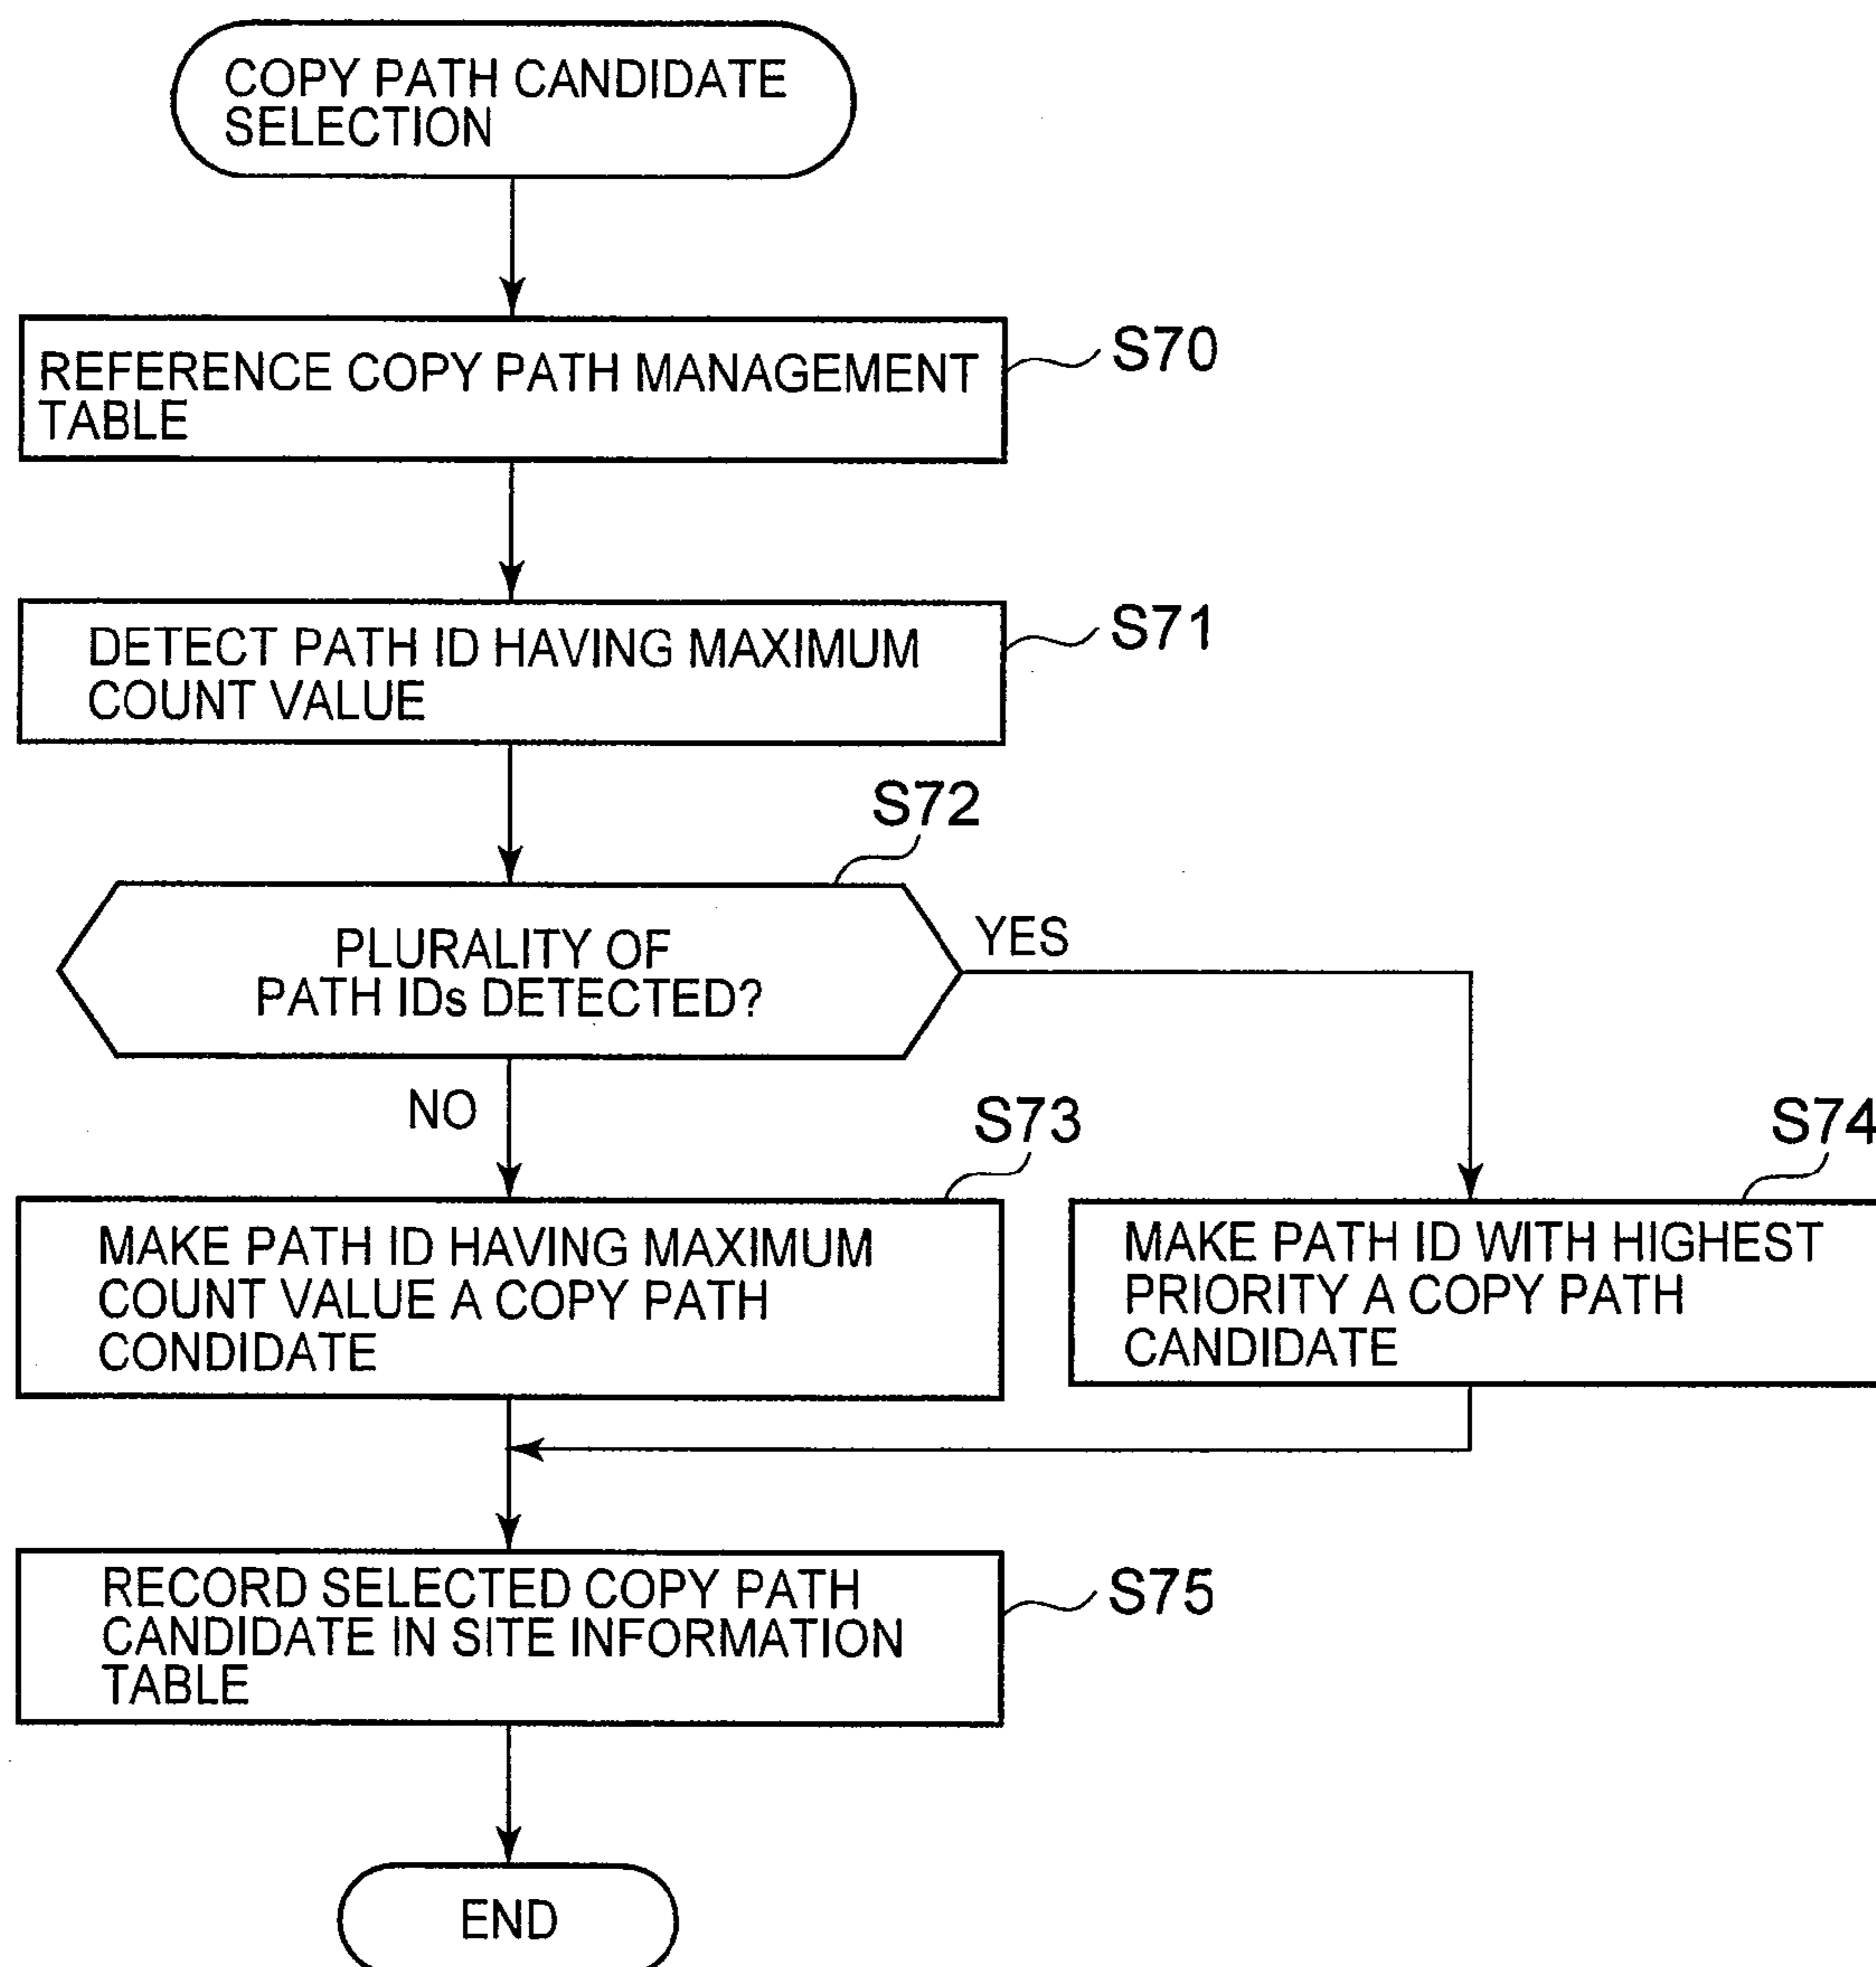 COPY PATH CANDIDATE
SELECTION
REFERENCE COPY PATH MANAGEMENT
TABLE
S70
DETECT PATH ID HAVING MAXIMUM
COUNT VALUE
S71
S72
PLURALITY OF
PATH IDs DETECTED?
YES
NO
S73
MAKE PATH ID HAVING MAXIMUM
COUNT VALUE A COPY PATH
CONDIDATE
S74
MAKE PATH ID WITH HIGHEST
PRIORITY A COPY PATH
CANDIDATE
RECORD SELECTED COPY PATH
CANDIDATE IN SITE INFORMATION
TABLE
S75
END